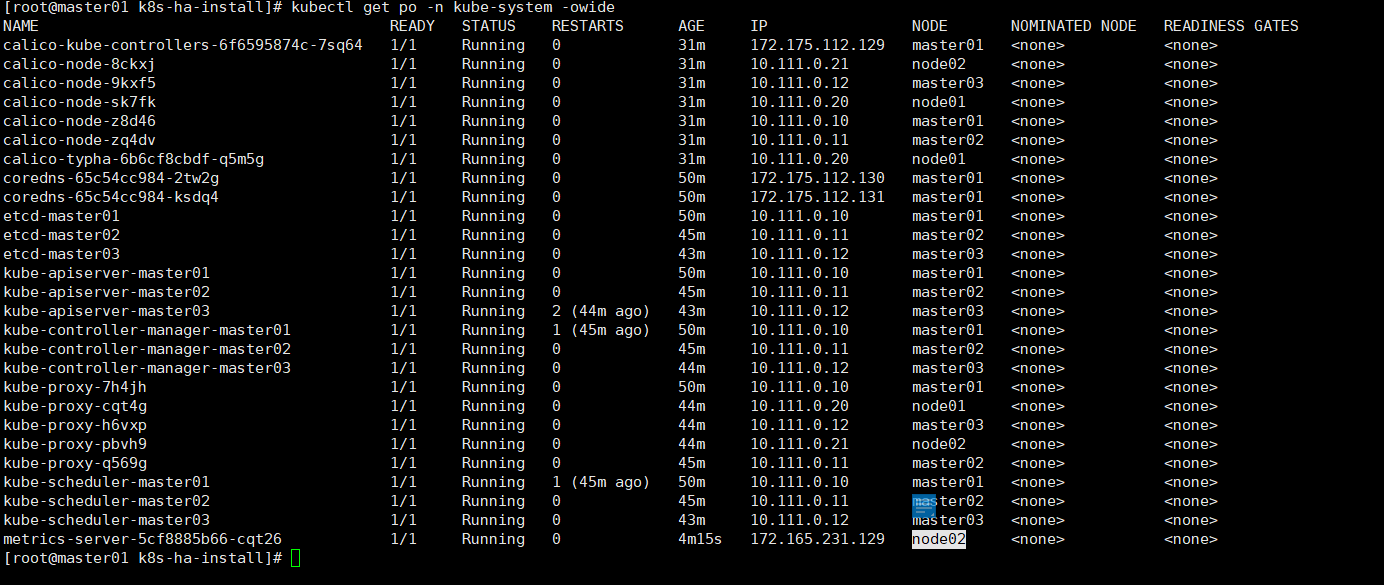 [root@master01 k8s-ha-install]# kubectl get po -n kube-system -owide
NAME READY STATUS RESTARTS AGE IP NODE NOMINATED NODE READINESS GATES
calico-kube-controllers-6f6595874c-7sq64 1/1 Running 0 31m 172.175.112.129 master01 <none> <none>
calico-node-8ckxj 1/1 Running 0 31m 10.111.0.21 node02 <none> <none>
calico-node-9kxf5 1/1 Running 0 31m 10.111.0.12 master03 <none> <none>
calico-node-sk7fk 1/1 Running 0 31m 10.111.0.20 node01 <none> <none>
calico-node-z8d46 1/1 Running 0 31m 10.111.0.10 master01 <none> <none>
calico-node-zq4dv 1/1 Running 0 31m 10.111.0.11 master02 <none> <none>
calico-typha-6b6cf8cbdf-q5m5g 1/1 Running 0 31m 10.111.0.20 node01 <none> <none>
coredns-65c54cc984-2tw2g 1/1 Running 0 50m 172.175.112.130 master01 <none> <none>
coredns-65c54cc984-ksdq4 1/1 Running 0 50m 172.175.112.131 master01 <none> <none>
etcd-master01 1/1 Running 0 50m 10.111.0.10 master01 <none> <none>
etcd-master02 1/1 Running 0 45m 10.111.0.11 master02 <none> <none>
etcd-master03 1/1 Running 0 43m 10.111.0.12 master03 <none> <none>
kube-apiserver-master01 1/1 Running 0 50m 10.111.0.10 master01 <none> <none>
kube-apiserver-master02 1/1 Running 0 45m 10.111.0.11 master02 <none> <none>
kube-apiserver-master03 1/1 Running 2 (44m ago) 43m 10.111.0.12 master03 <none> <none>
kube-controller-manager-master01 1/1 Running 1 (45m ago) 50m 10.111.0.10 master01 <none> <none>
kube-controller-manager-master02 1/1 Running 0 45m 10.111.0.11 master02 <none> <none>
kube-controller-manager-master03 1/1 Running 0 44m 10.111.0.12 master03 <none> <none>
kube-proxy-7h4jh 1/1 Running 0 50m 10.111.0.10 master01 <none> <none>
kube-proxy-cqt4g 1/1 Running 0 44m 10.111.0.20 node01 <none> <none>
kube-proxy-h6vxp 1/1 Running 0 44m 10.111.0.12 master03 <none> <none>
kube-proxy-pbvh9 1/1 Running 0 44m 10.111.0.21 node02 <none> <none>
kube-proxy-q569g 1/1 Running 0 45m 10.111.0.11 master02 <none> <none>
kube-scheduler-master01 1/1 Running 1 (45m ago) 50m 10.111.0.10 master01 <none> <none>
kube-scheduler-master02 1/1 Running 0 45m 10.111.0.11 master02 <none> <none>
kube-scheduler-master03 1/1 Running 0 43m 10.111.0.12 master03 <none> <none>
metrics-server-5cf8885b66-cqt26 1/1 Running 0 4m15s 172.165.231.129 node02 <none> <none>
[root@master01 k8s-ha-install]#